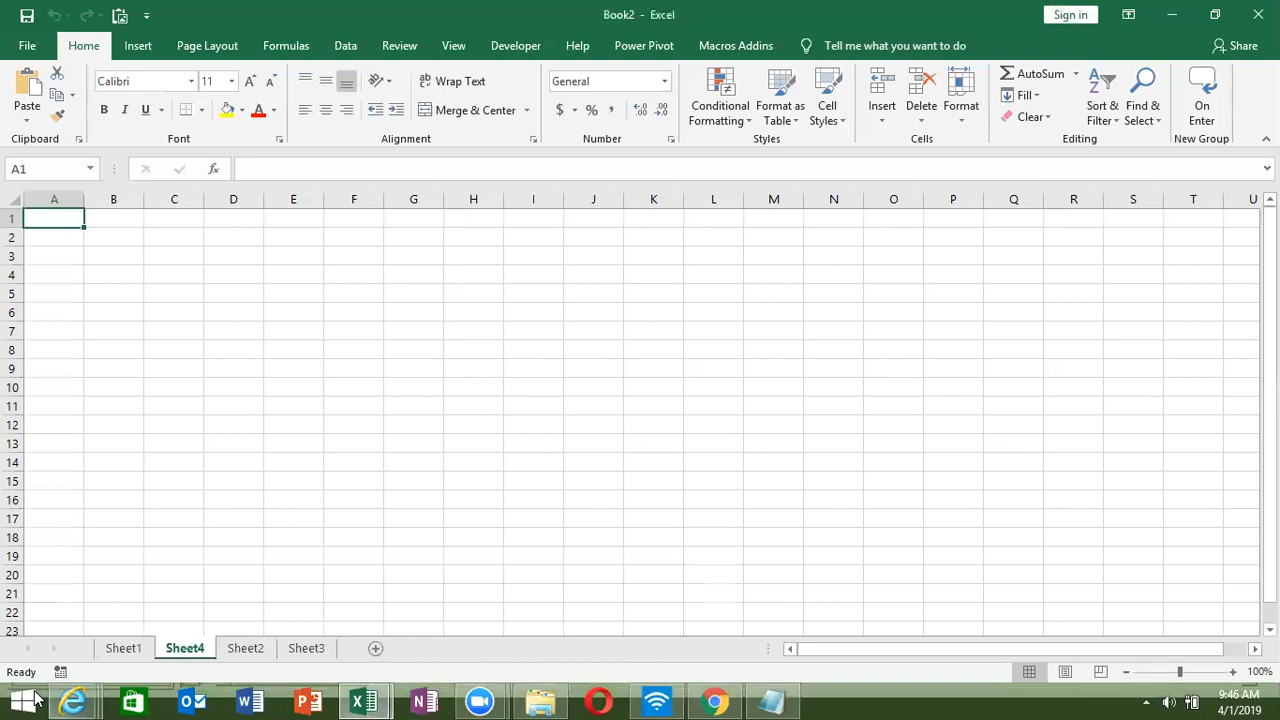 Book2 - Excel
Sign in
File Home Insert Page Layout Formulas Data Review View Developer Help Power Pivot Macros Addins Tell me what you want to do Share
Paste
Clipboard
Calibri 11
B I U
Font
Wrap Text
Merge & Center
Alignment
General
$ % ,
Number
Conditional Formatting
Format as Table
Cell Styles
Styles
Insert Delete Format
Cells
AutoSum
Fill
Clear
Sort & Filter
Find & Select
Editing
On Enter
New Group
A1 fx
A B C D E F G H I J K L M N O P Q R S T U
1
2
3
4
5
6
7
8
9
10
11
12
13
14
15
16
17
18
19
20
21
22
23
Sheet1 Sheet4 Sheet2 Sheet3
Ready 100%
9:46 AM
4/1/2019